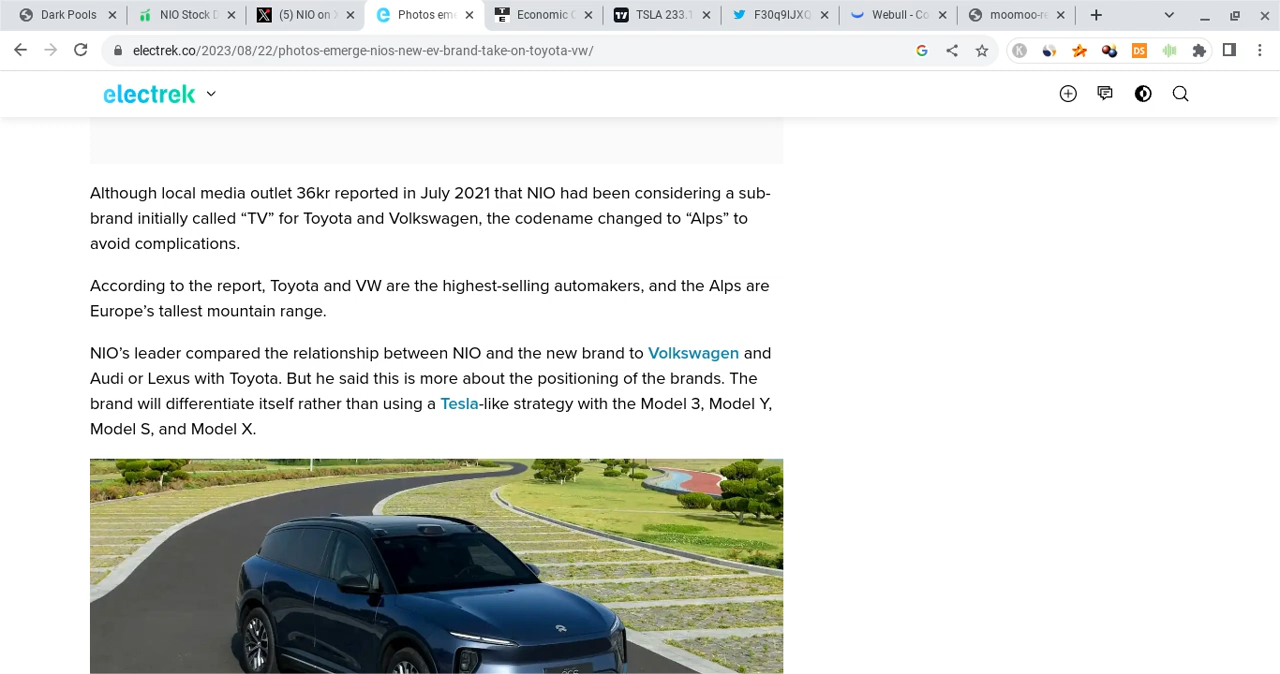 Dark Pools
NIO Stock D
(5) NIO on X
Photos eme
Economic C
TSLA 233.1
F30q9IJXQ
Webull - Co
moomoo-re
electrek.co/2023/08/22/photos-emerge-nios-new-ev-brand-take-on-toyota-vw/
electrek
Although local media outlet 36kr reported in July 2021 that NIO had been considering a sub-
brand initially called “TV” for Toyota and Volkswagen, the codename changed to “Alps” to
avoid complications.
According to the report, Toyota and VW are the highest-selling automakers, and the Alps are
Europe’s tallest mountain range.
NIO’s leader compared the relationship between NIO and the new brand to Volkswagen and
Audi or Lexus with Toyota. But he said this is more about the positioning of the brands. The
brand will differentiate itself rather than using a Tesla-like strategy with the Model 3, Model Y,
Model S, and Model X.